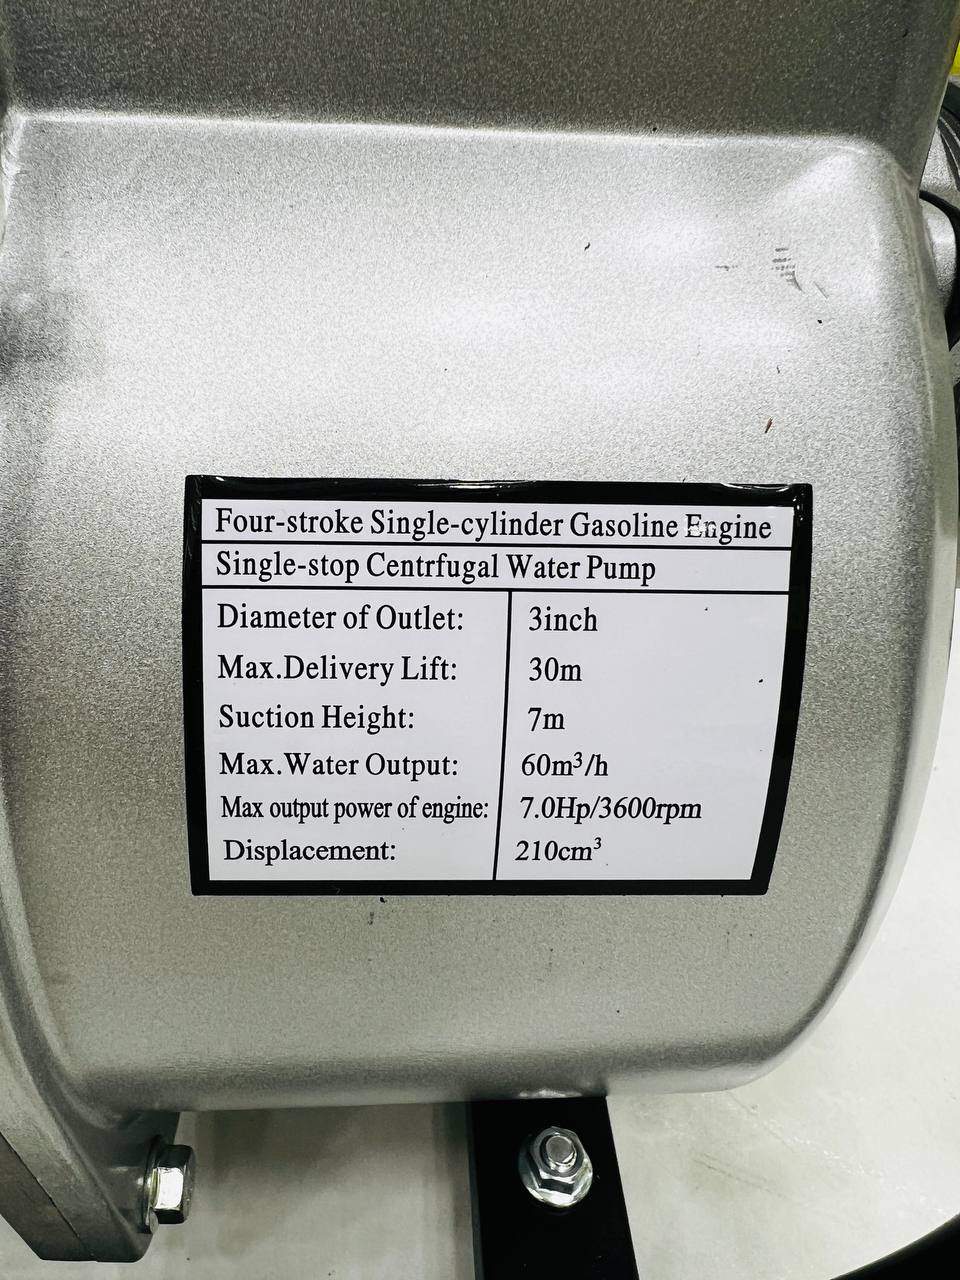 Four-stroke Single-cylinder Gasoline Engine
Single-stop Centrfugal Water Pump
Diameter of Outlet: 3inch
Max.Delivery Lift: 30m
Suction Height: 7m
Max.Water Output: 60m³/h
Max output power of engine: 7.0Hp/3600rpm
Displacement: 210cm³